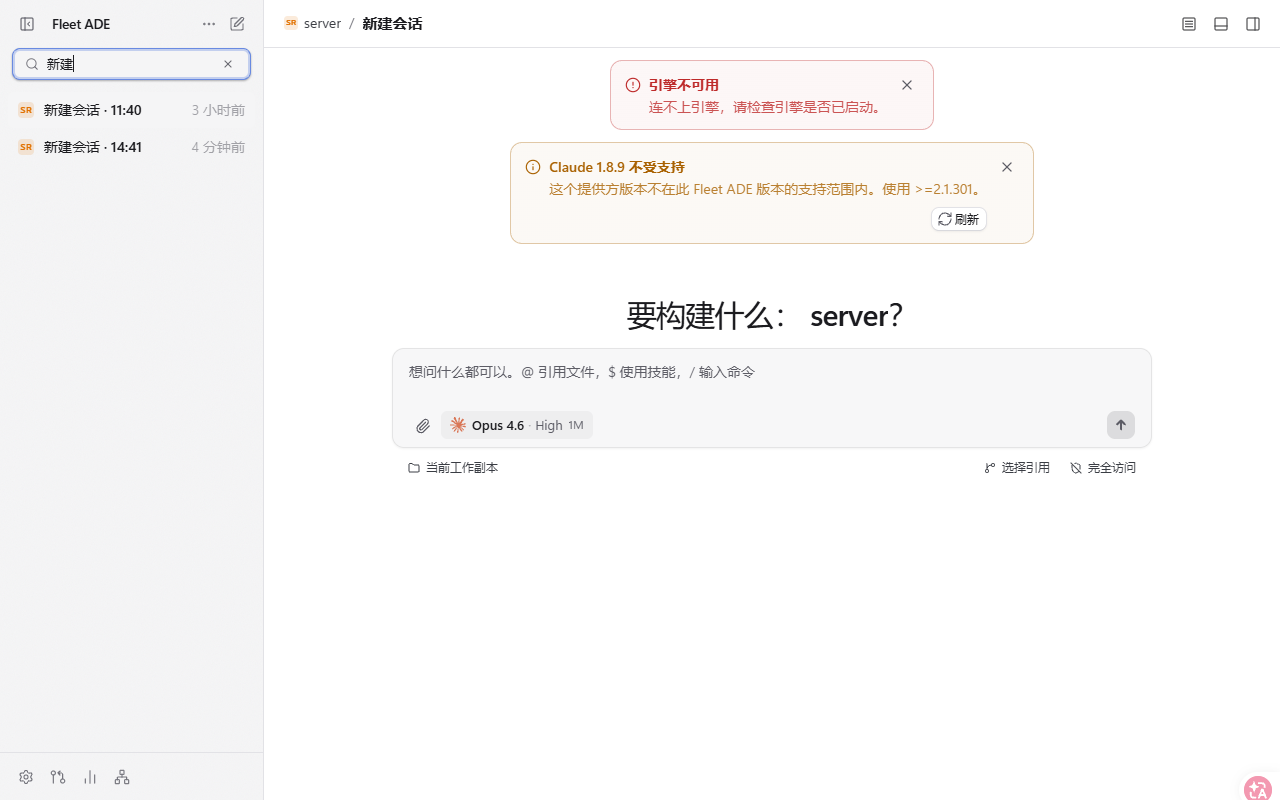 Fleet ADE
新建
SR 新建会话 · 11:40 3 小时前
SR 新建会话 · 14:41 4 分钟前
SR server / 新建会话
引擎不可用
连不上引擎，请检查引擎是否已启动。
Claude 1.8.9 不受支持
这个提供方版本不在此 Fleet ADE 版本的支持范围内。使用 >=2.1.301。
刷新
要构建什么： server？
想问什么都可以。@ 引用文件，$ 使用技能，/ 输入命令
Opus 4.6 · High 1M
当前工作副本
选择引用
完全访问